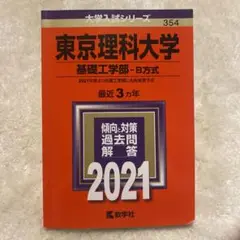 大学入試シリーズ
354
東京理科大学
基礎工学部-B方式
最近3カ年
傾向と対策
過去問
解答
2021
教学社